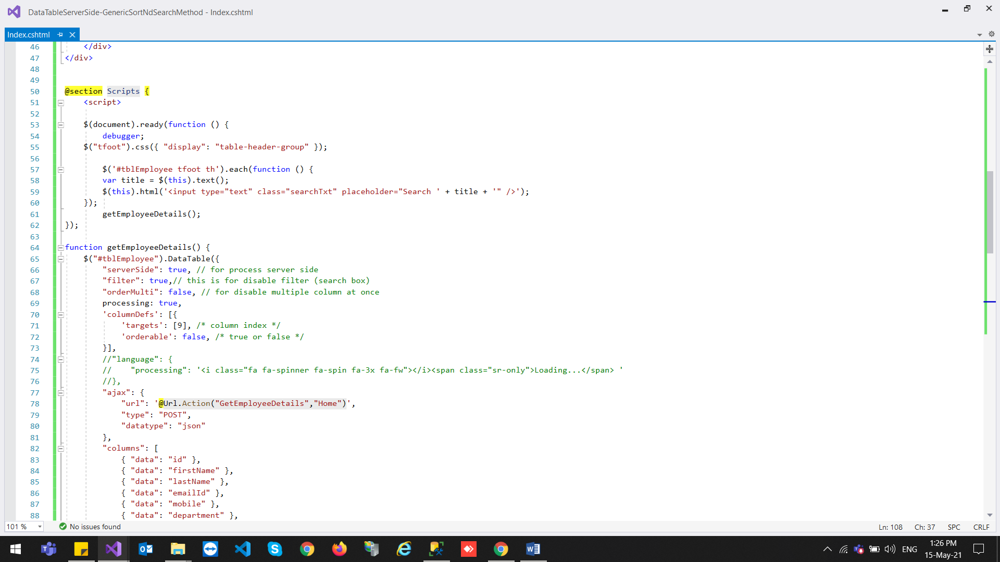 DataTableServerSide-GenericSortNdSearchMethod - Index.cshtml
Index.cshtml
46 </div>
47 </div>
48
49
50 @section Scripts {
51 <script>
52
53 $(document).ready(function () {
54 debugger;
55 $("tfoot").css({ "display": "table-header-group" });
56
57 $('#tblEmployee tfoot th').each(function () {
58 var title = $(this).text();
59 $(this).html('<input type="text" class="searchTxt" placeholder="Search ' + title + '" />');
60 });
61 getEmployeeDetails();
62 });
63
64 function getEmployeeDetails() {
65 $("#tblEmployee").DataTable({
66 "serverSide": true, // for process server side
67 "filter": true,// this is for disable filter (search box)
68 "orderMulti": false, // for disable multiple column at once
69 processing: true,
70 'columnDefs': [{
71 'targets': [9], /* column index */
72 'orderable': false, /* true or false */
73 }],
74 //"language": {
75 // "processing": '<i class="fa fa-spinner fa-spin fa-3x fa-fw"></i><span class="sr-only">Loading...</span> '
76 //},
77 "ajax": {
78 "url": '@Url.Action("GetEmployeeDetails","Home")',
79 "type": "POST",
80 "datatype": "json"
81 },
82 "columns": [
83 { "data": "id" },
84 { "data": "firstName" },
85 { "data": "lastName" },
86 { "data": "emailId" },
87 { "data": "mobile" },
88 { "data": "department" },
101 % No issues found Ln: 108 Ch: 37 SPC CRLF
ENG 1:26 PM
15-May-21